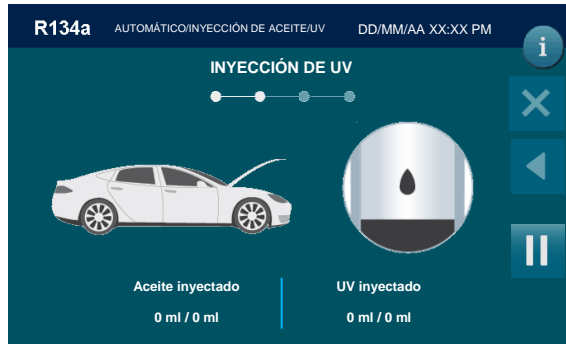 R134a AUTOMÁTICO/INYECCIÓN DE ACEITE/UV DD/MM/AA XX:XX PM
i
INYECCIÓN DE UV
Aceite inyectado UV inyectado
0 ml / 0 ml 0 ml / 0 ml